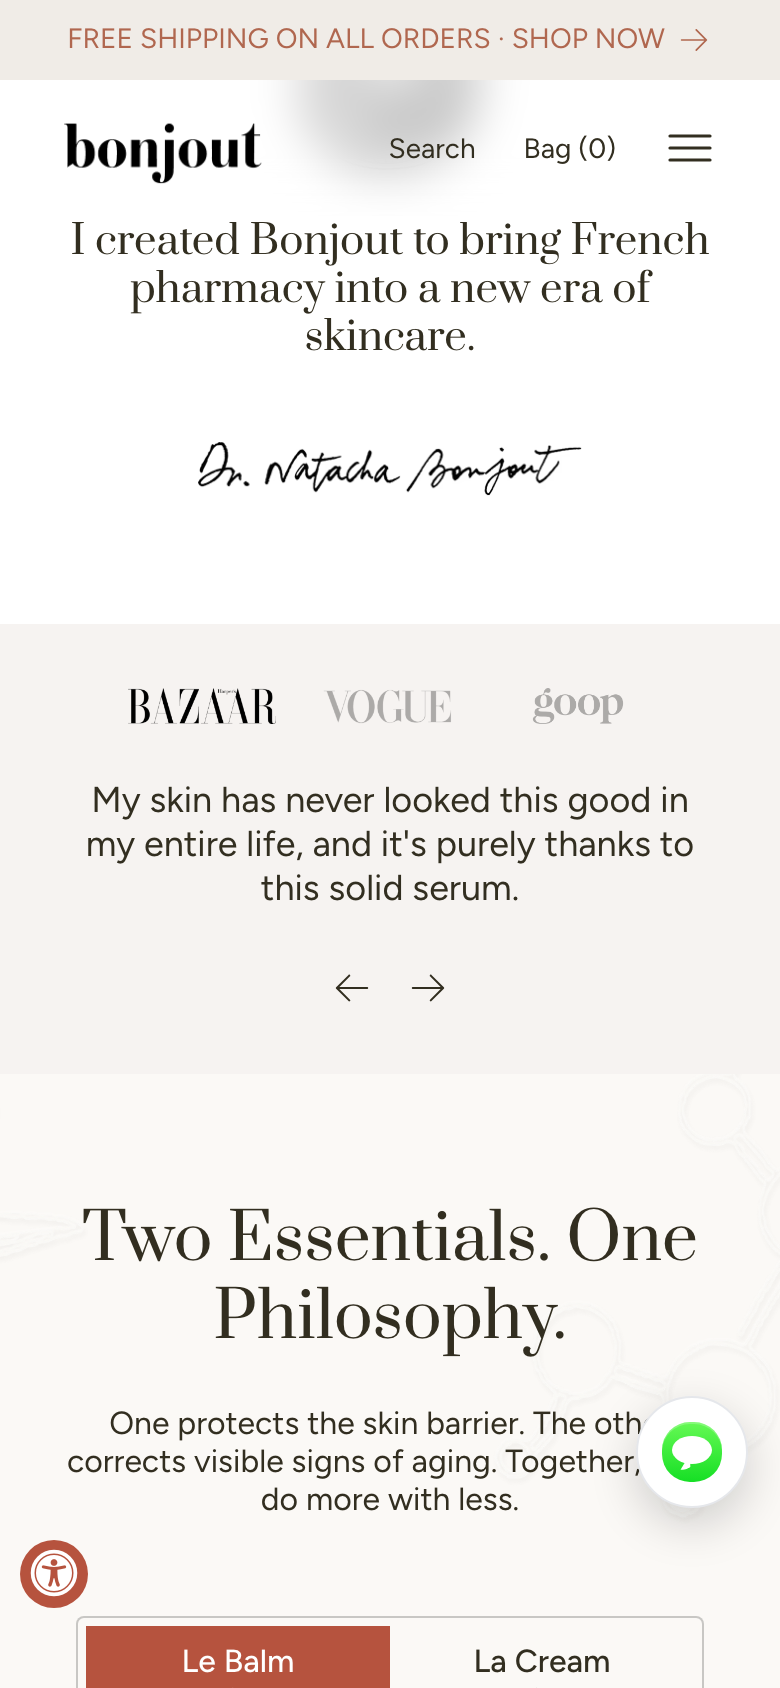 FREE SHIPPING ON ALL ORDERS · SHOP NOW →
bonjout
Search
Bag (0)
I created Bonjout to bring French
pharmacy into a new era of
skincare.
Dr. Natacha Bonjout
Harper's
BAZAAR
VOGUE
goop
My skin has never looked this good in
my entire life, and it's purely thanks to
this solid serum.
← →
Two Essentials. One
Philosophy.
One protects the skin barrier. The
corrects visible signs of aging. Together,
do more with less.
Le Balm
La Cream